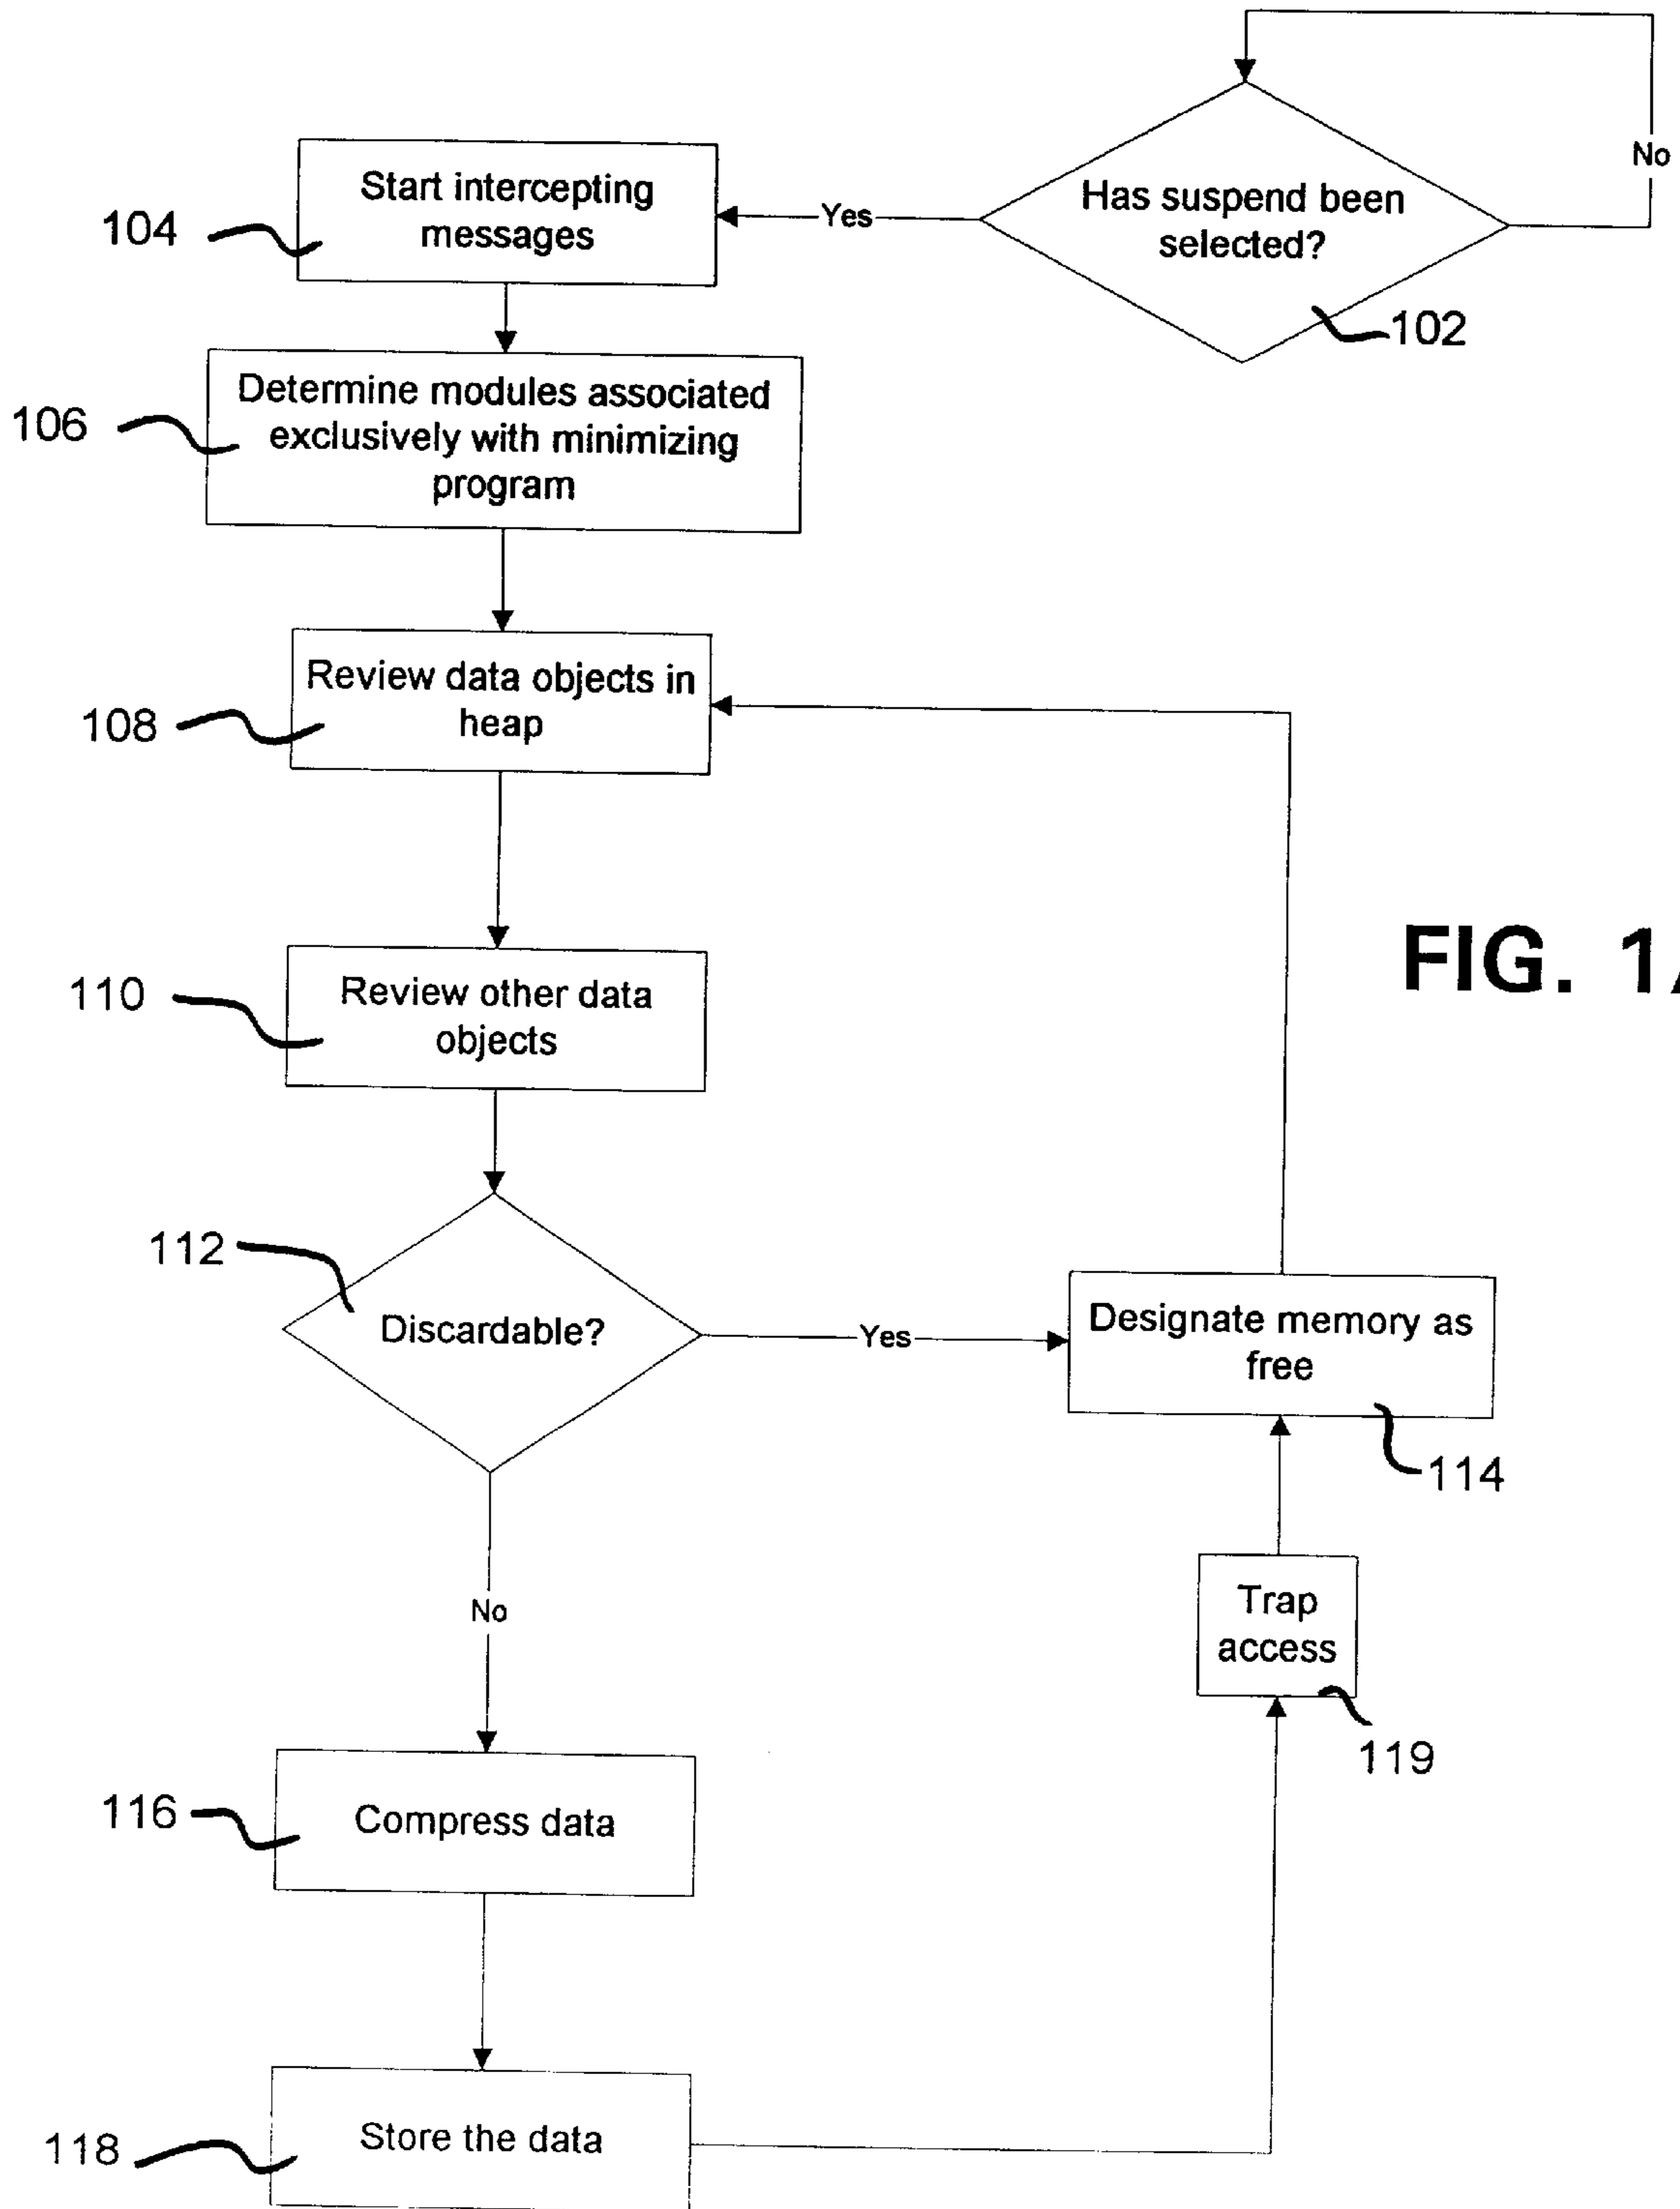 No
Has suspend been
selected?
Yes
102
Start intercepting
messages
104
Determine modules associated
exclusively with minimizing
program
106
Review data objects in
heap
108
FIG. 1A
Review other data
objects
110
112
Discardable?
Yes
Designate memory as
free
114
No
Trap
access
119
116
Compress data
118
Store the data